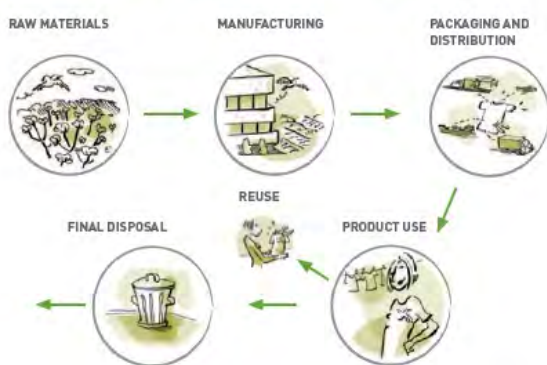 RAW MATERIALS
MANUFACTURING
PACKAGING AND
DISTRIBUTION
REUSE
FINAL DISPOSAL
PRODUCT USE